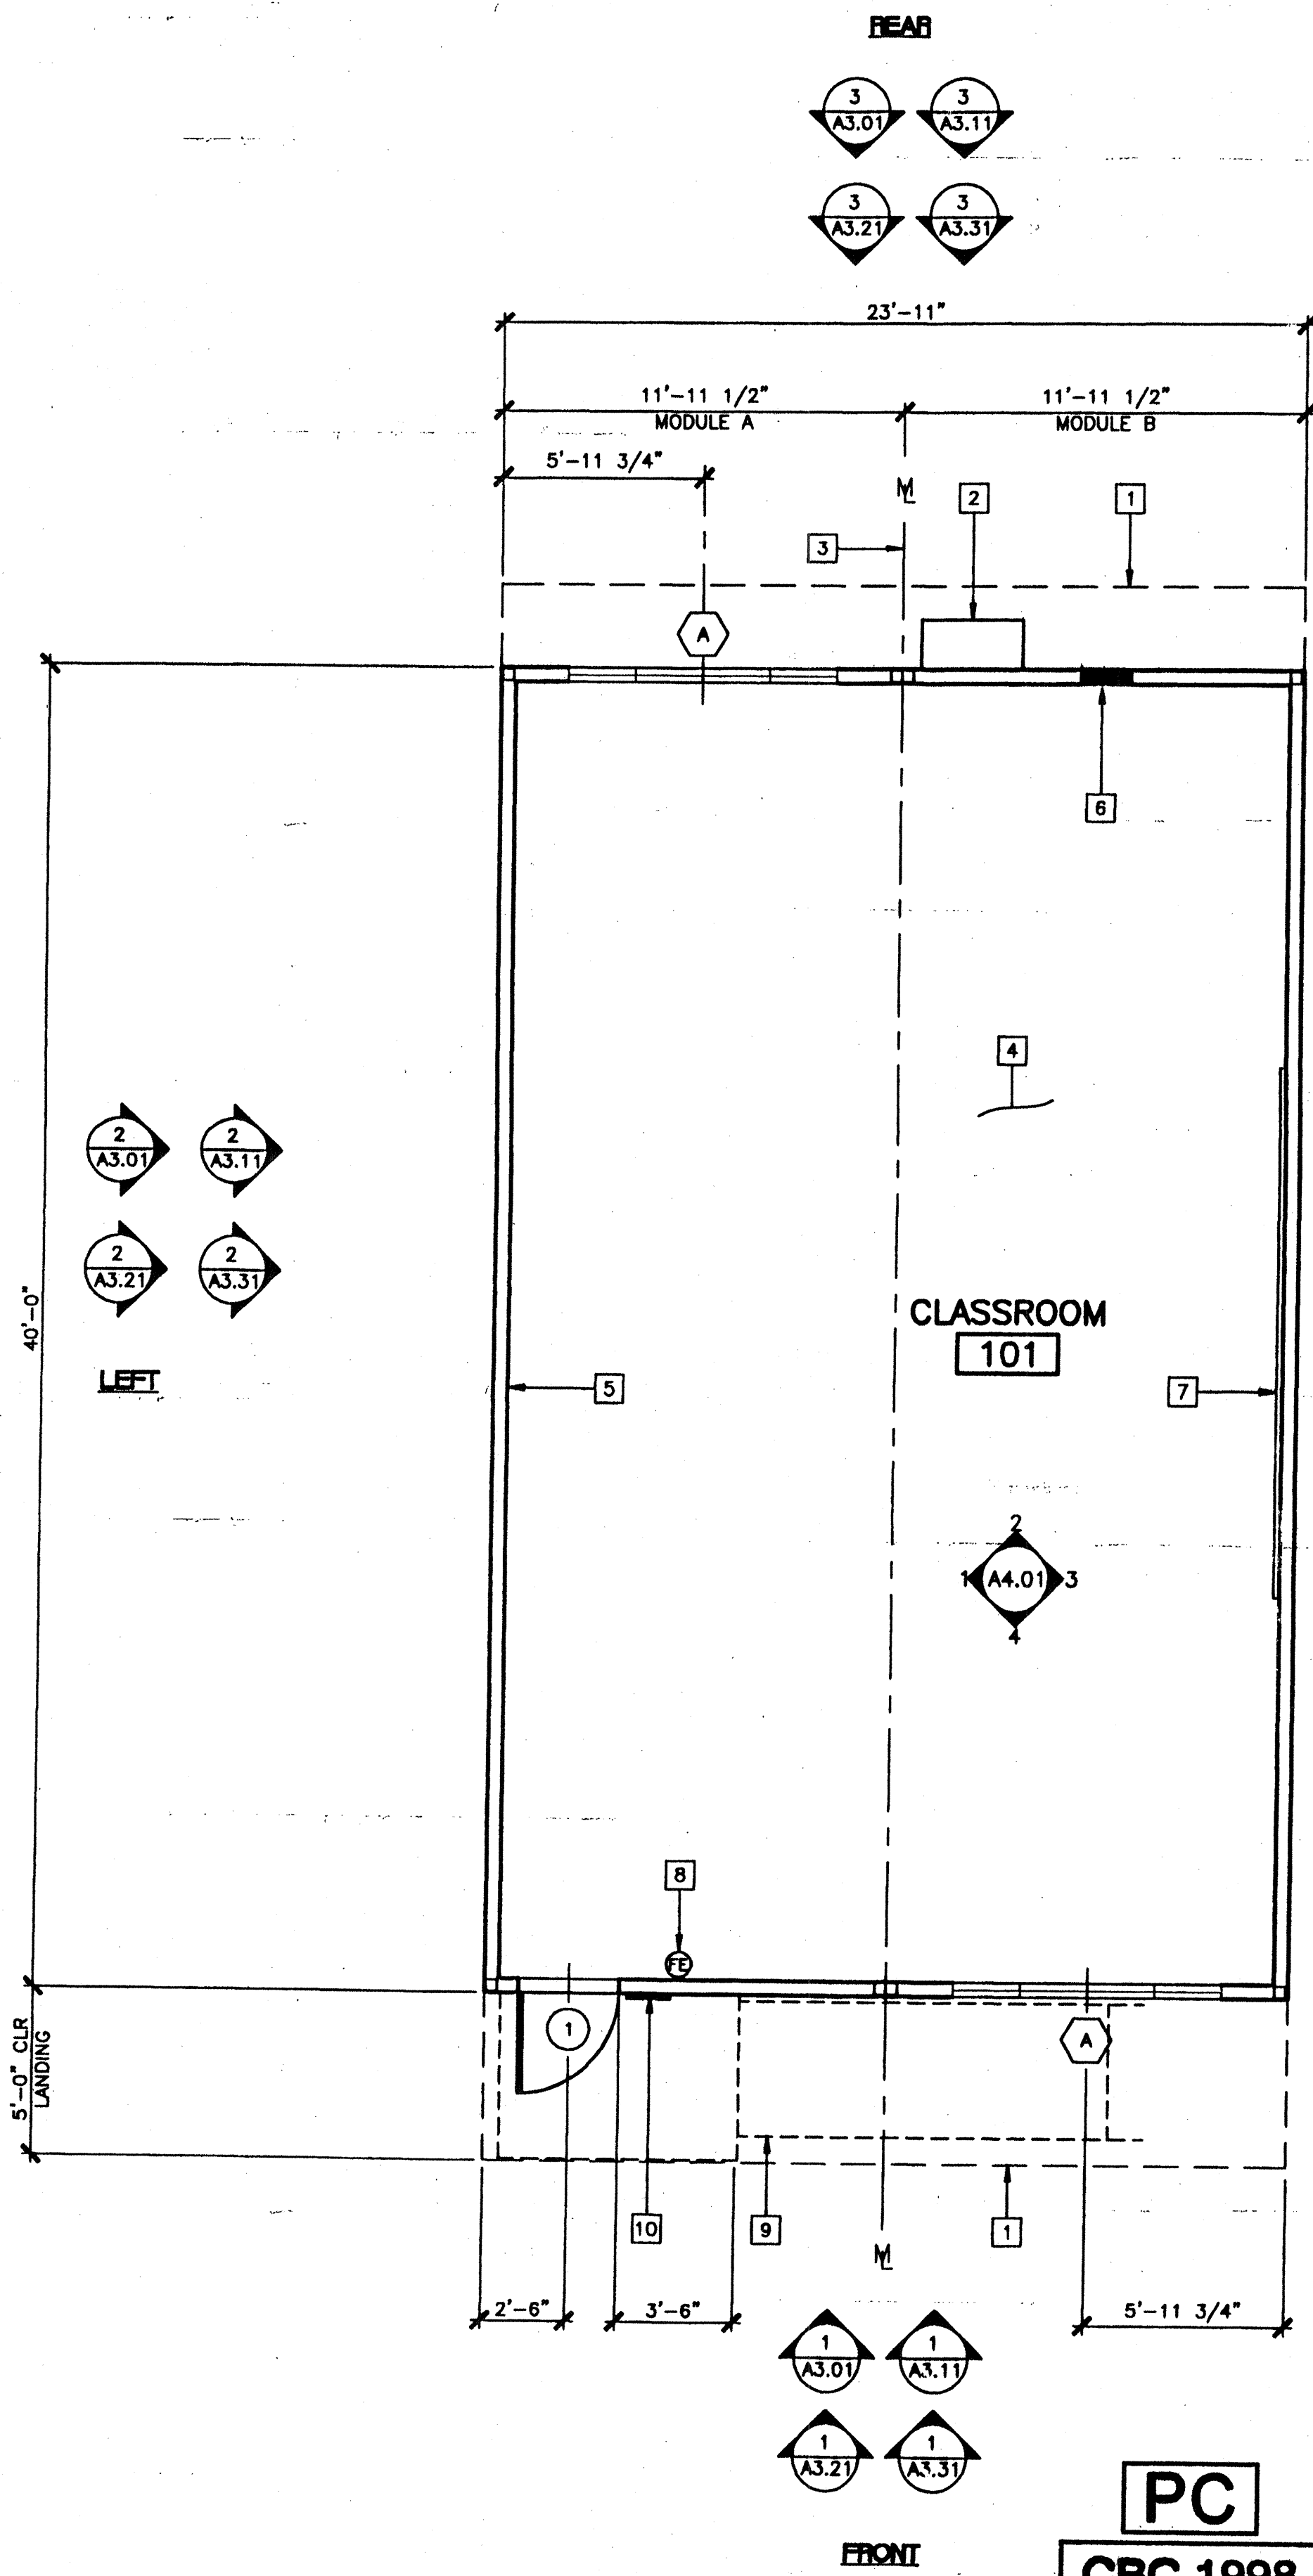 REAR
3 3
A3.01 A3.11
3 3
A3.21 A3.31
23'-11"
11'-11 1/2" 11'-11 1/2"
MODULE A MODULE B
5'-11 3/4"
ML 2 1
3
A
6
4
2 2
A3.01 A3.11
2 2
A3.21 A3.31
40'-0"
CLASSROOM
101
LEFT
5 7
2
1 A4.01 3
4
8
FE
1 A
5'-0" CLR
LANDING
10 9 1
ML
2'-6" 3'-6" 5'-11 3/4"
1 1
A3.01 A3.11
1 1
A3.21 A3.31
PC
FRONT
CBC 1998